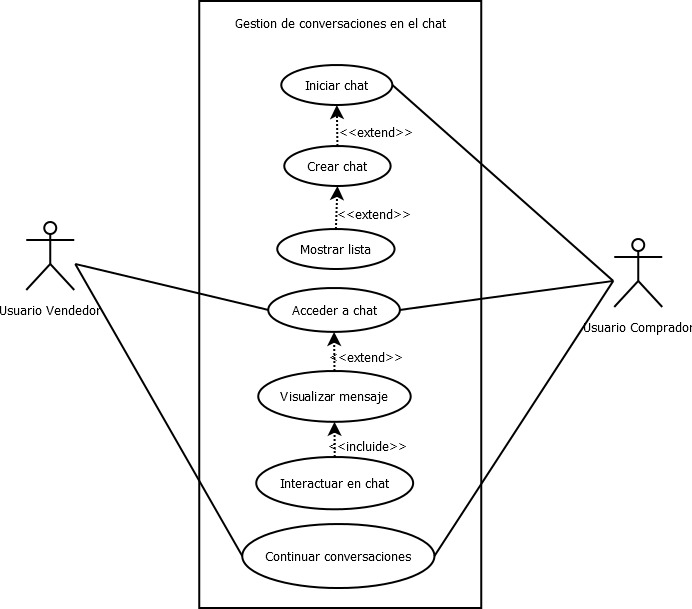 Gestion de conversaciones en el chat
Iniciar chat
<<extend>>
Crear chat
<<extend>>
Mostrar lista
Usuario Vendedor
Acceder a chat
Usuario Comprador
<<extend>>
Visualizar mensaje
<<incluide>>
Interactuar en chat
Continuar conversaciones